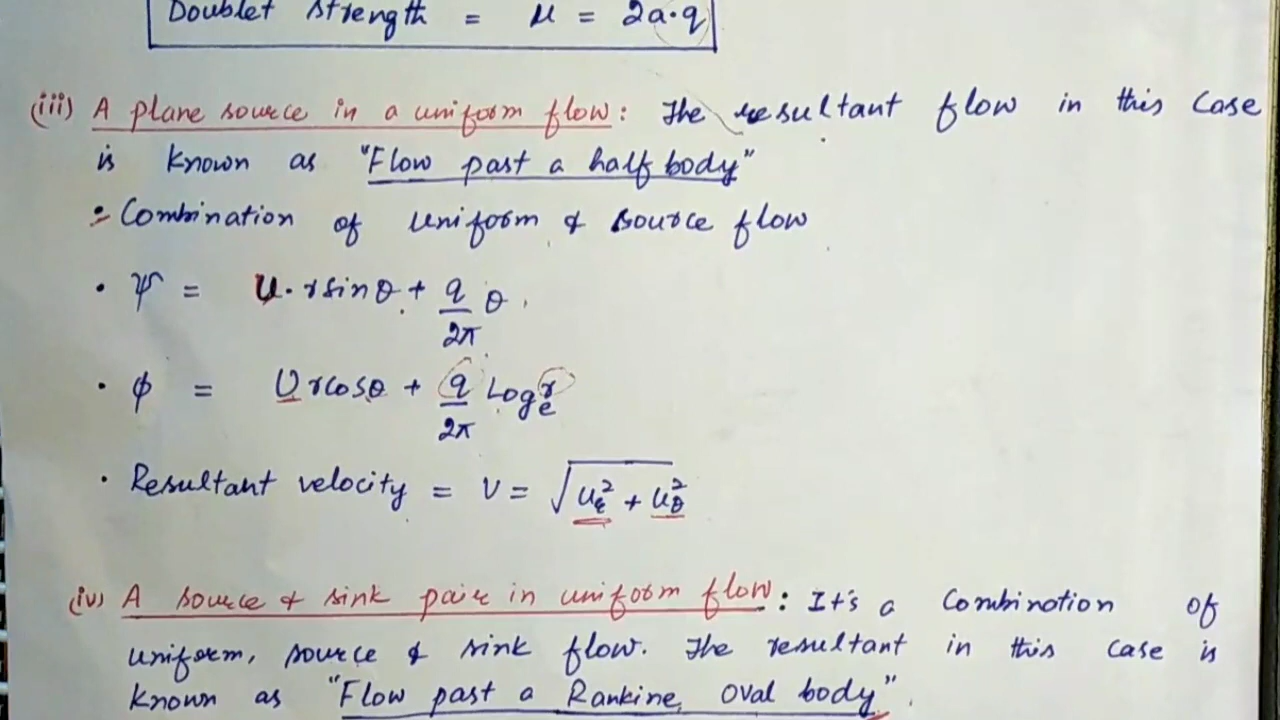 Doublet Strength = μ = 2a.q
(iii) A plane source in a uniform flow: The resultant flow in this Case
is Known as "Flow past a half body"
:- Combination of uniform & source flow
• ψ = U. r sinθ + q/2π θ.
• ϕ = U r cosθ + q/2π Logₑʳ
• Resultant velocity = V = √(uᵣ² + u_θ²)
(iv) A source & sink pair in uniform flow: It's a Combination of
uniform, source & sink flow. The resultant in this case is
Known as "Flow past a Rankine oval body".